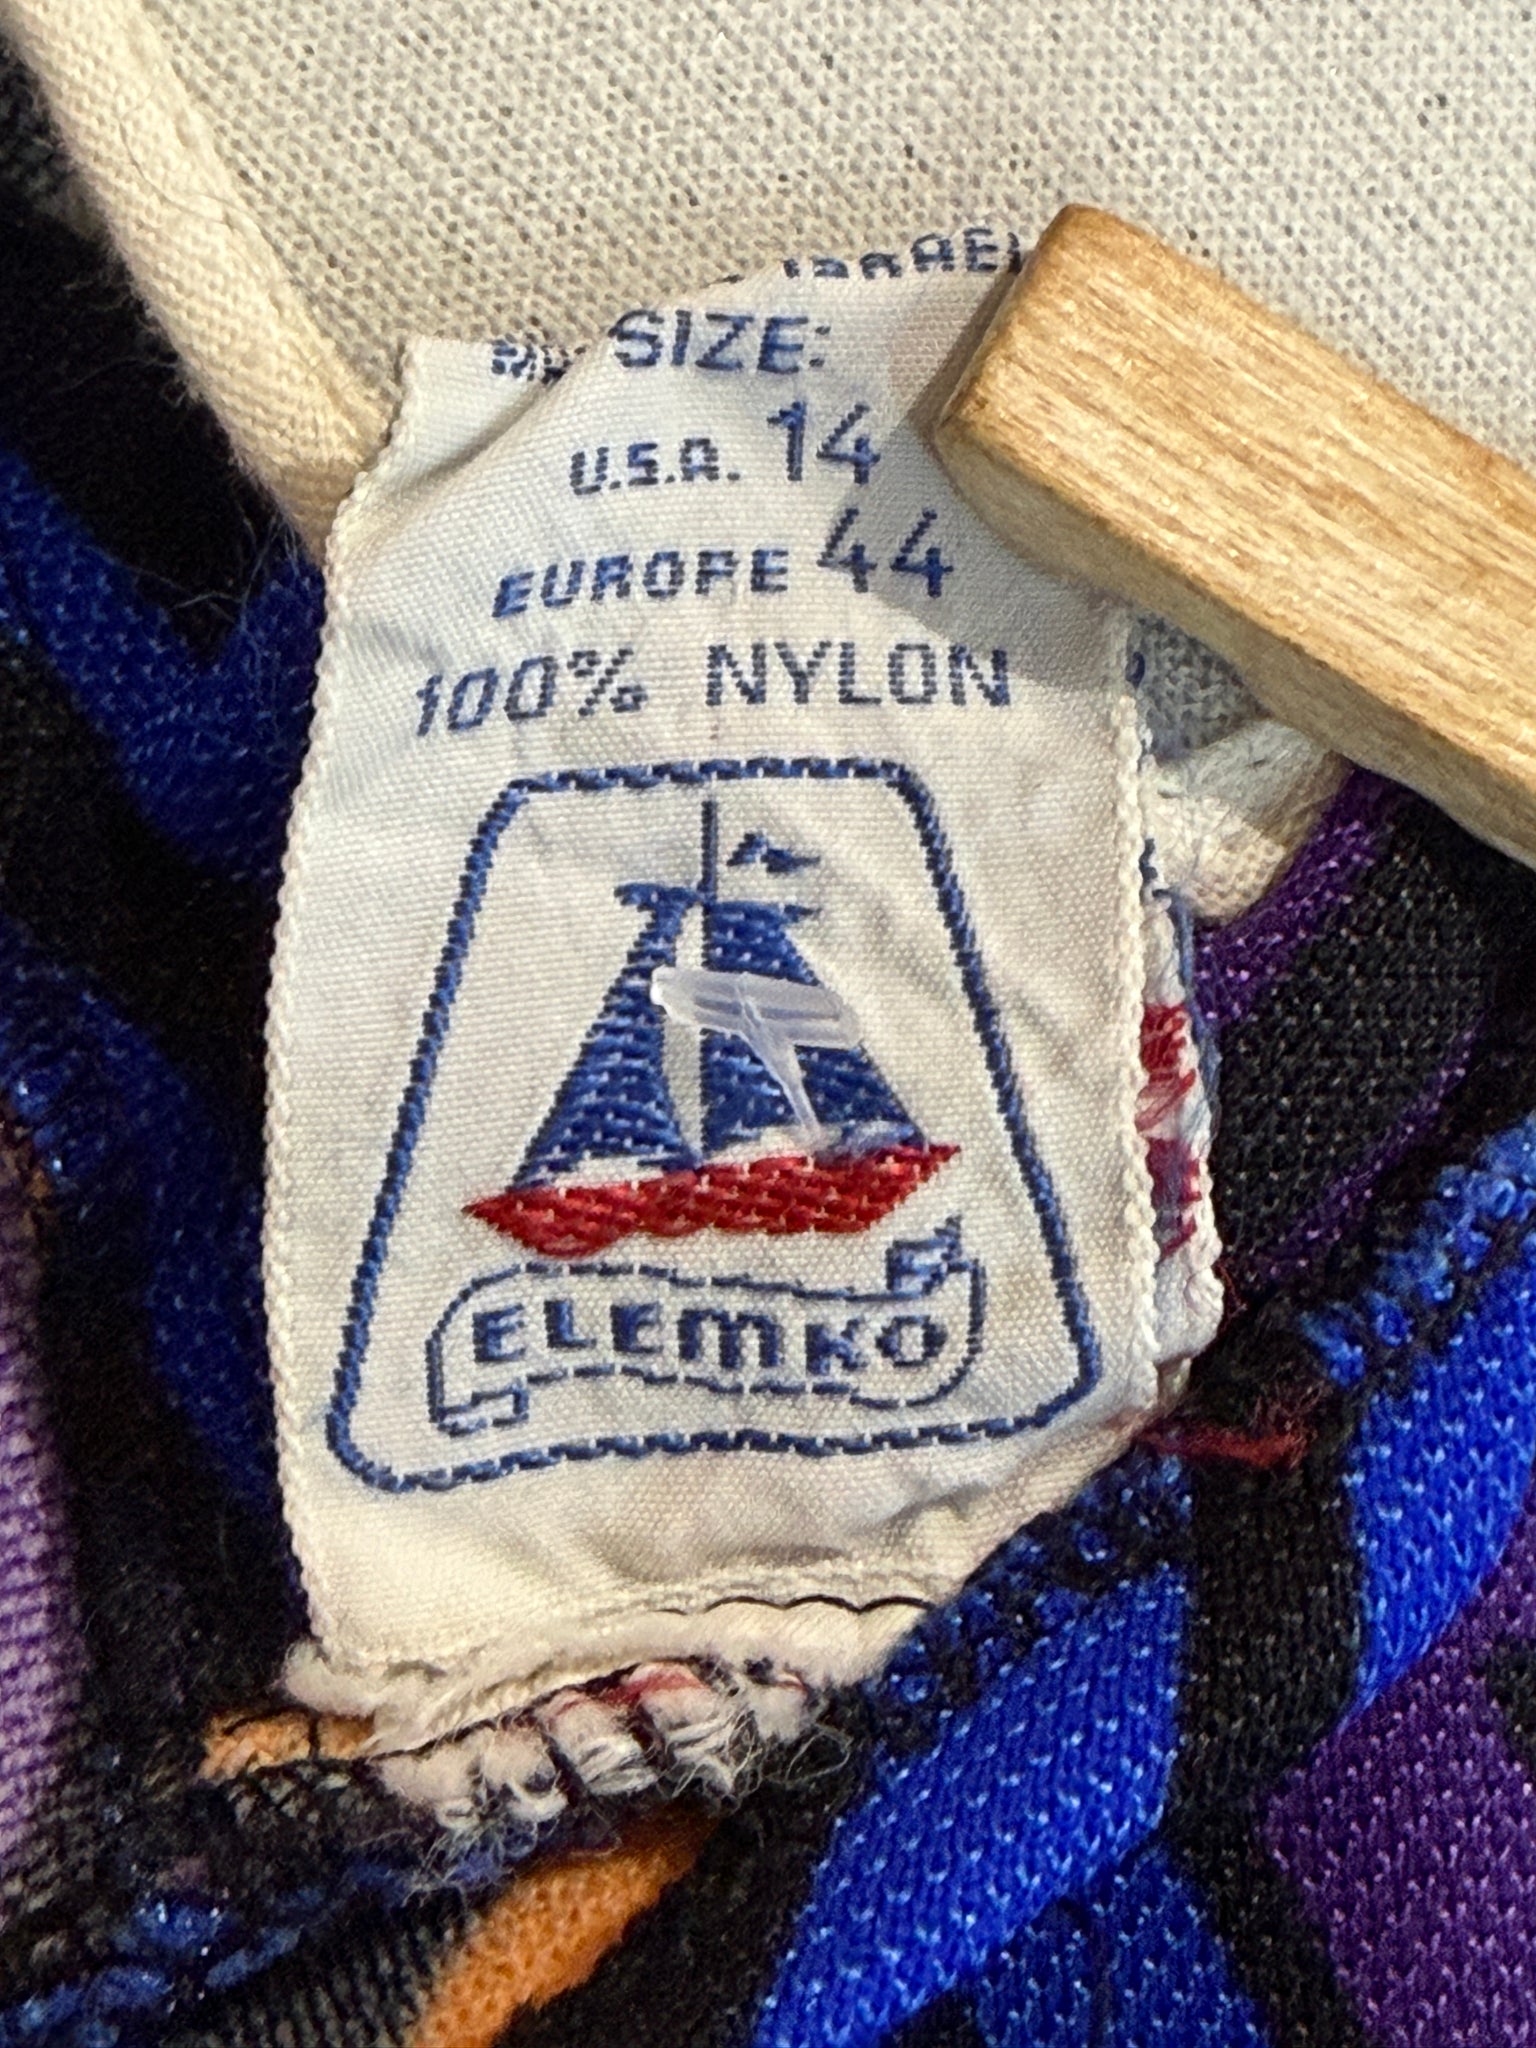 SIZE:
U.S.A. 14
EUROPE 44
100% NYLON
ELEMKO